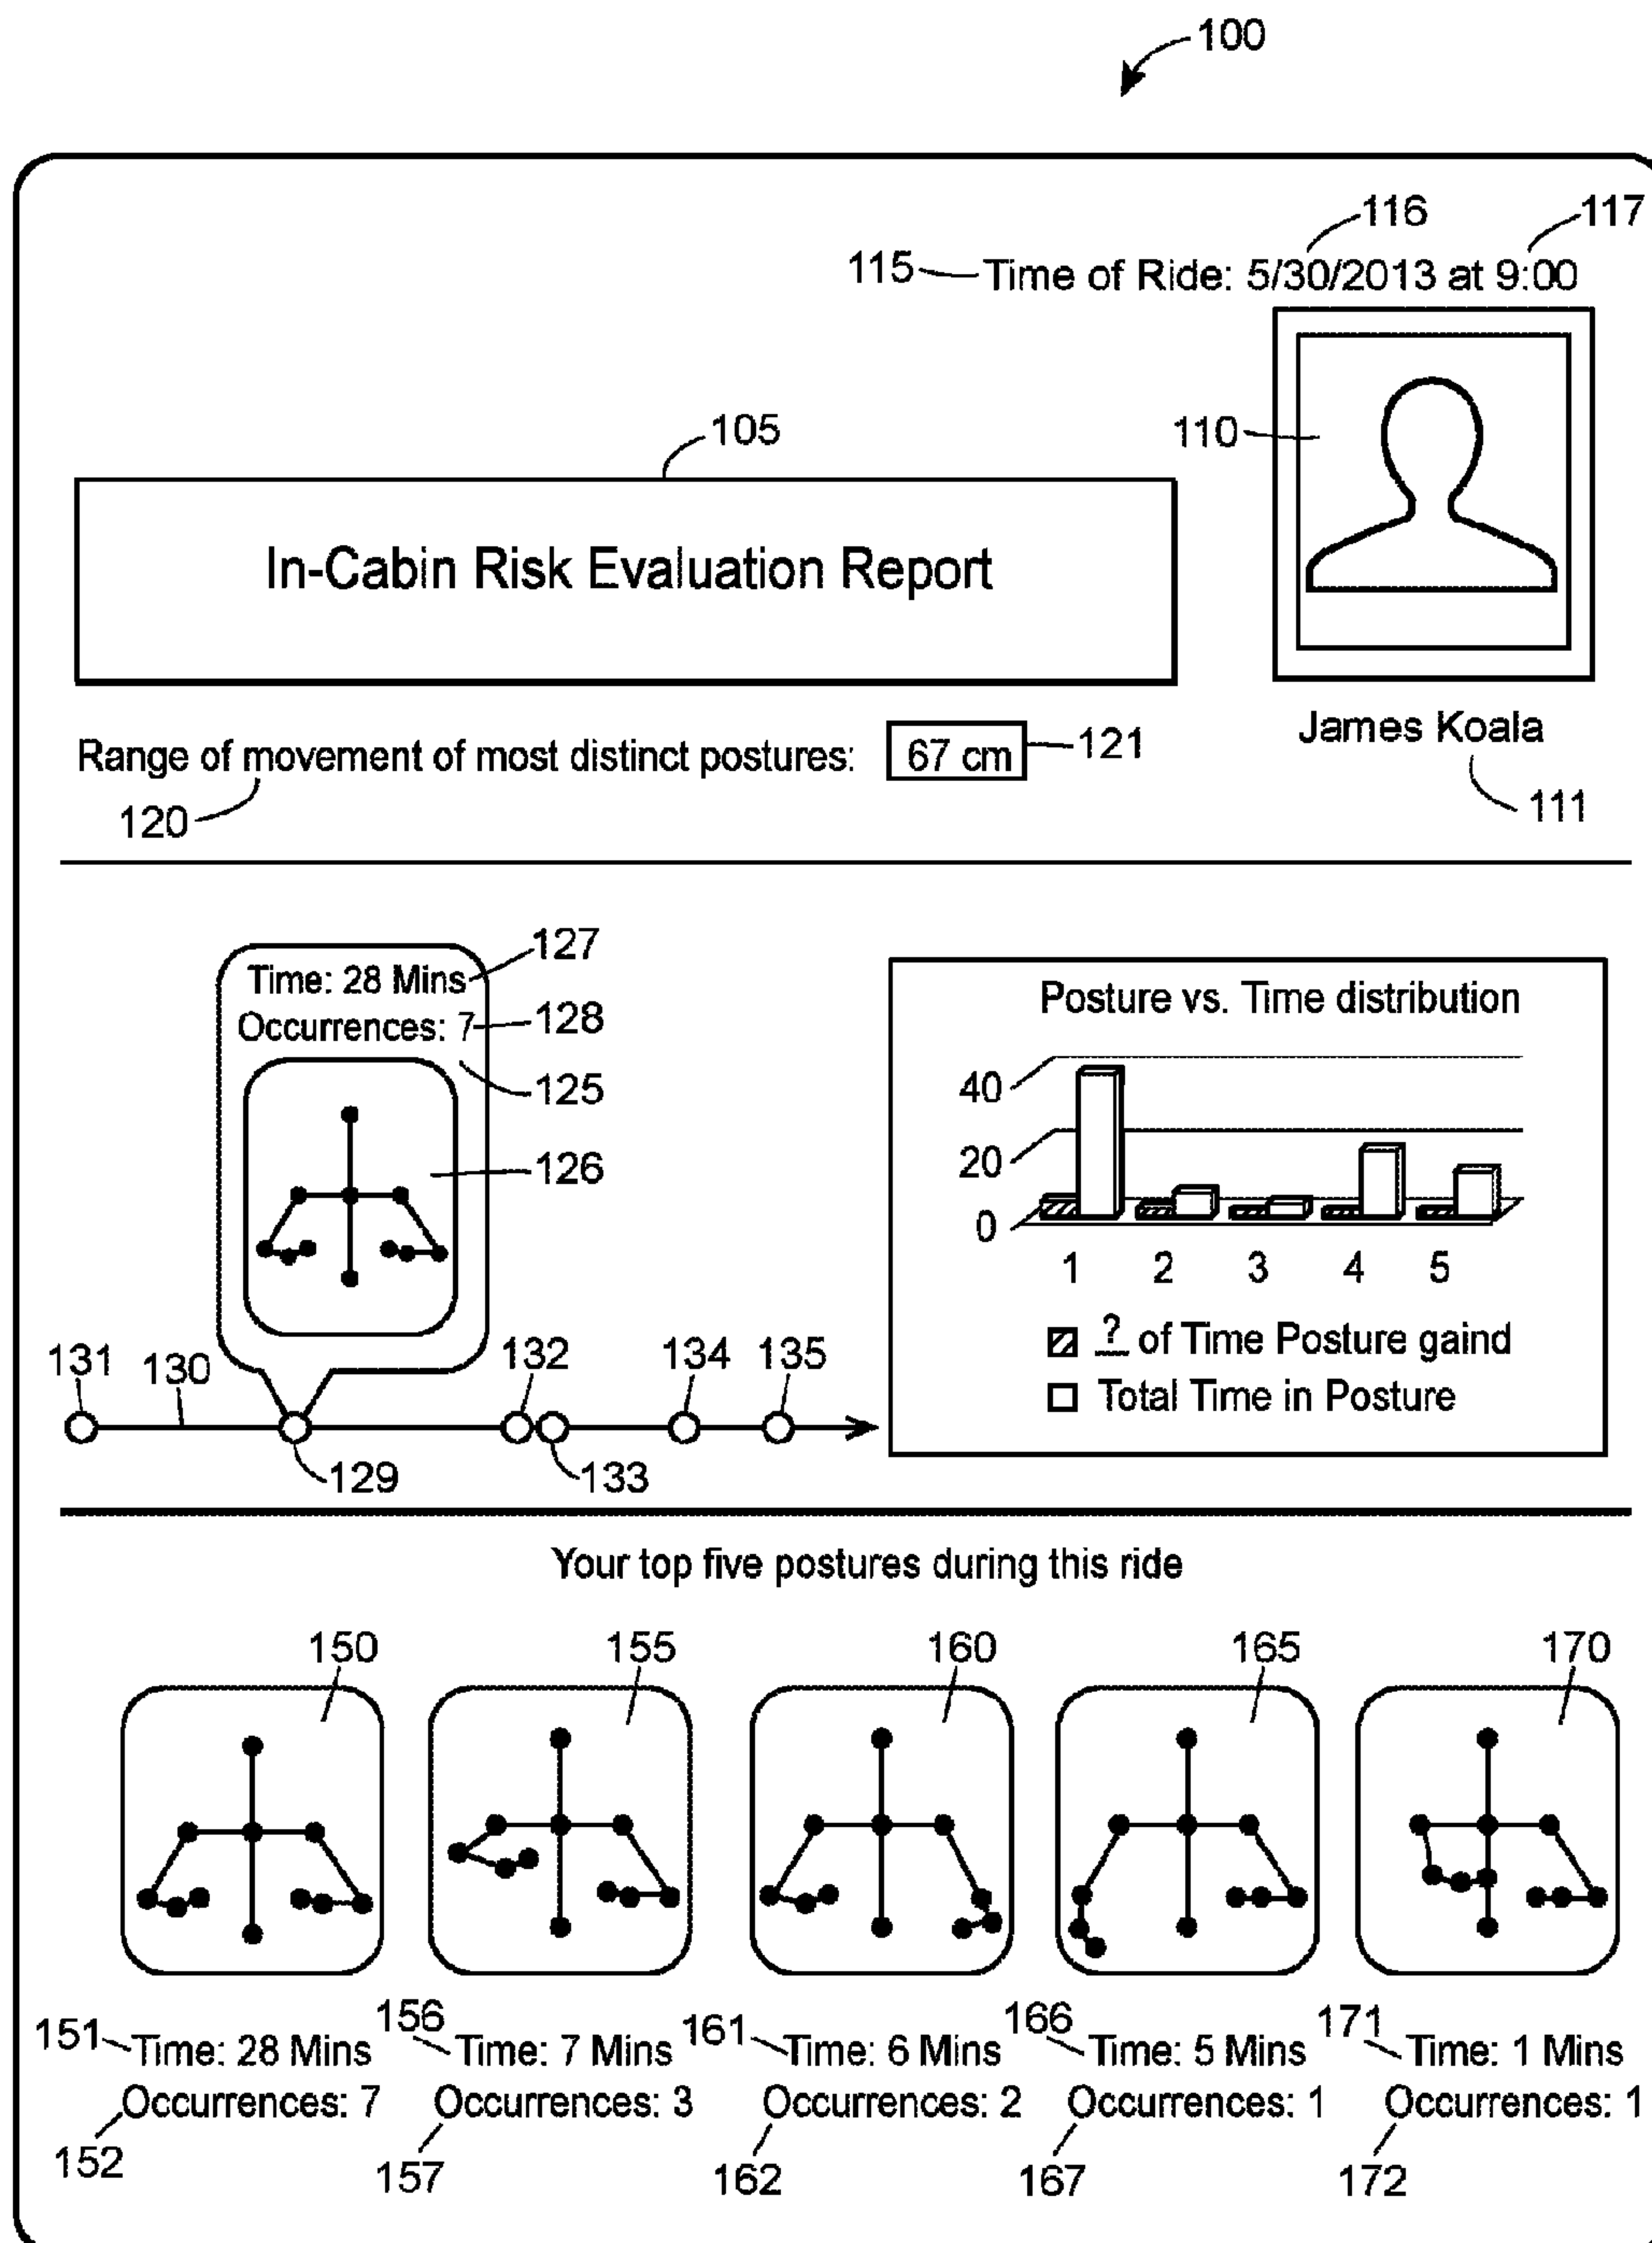 100
116
117
115
Time of Ride: 5/30/2013 at 9:00
110
105
In-Cabin Risk Evaluation Report
James Koala
111
Range of movement of most distinct postures:
67 cm
121
120
127
Time: 28 Mins
128
Occurrences: 7
125
126
131
130
132
134
135
129
133
Posture vs. Time distribution
40
20
0
1 2 3 4 5
? of Time Posture gaind
Total Time in Posture
Your top five postures during this ride
150 155 160 165 170
151 156 161 166 171
Time: 28 Mins Time: 7 Mins Time: 6 Mins Time: 5 Mins Time: 1 Mins
Occurrences: 7 Occurrences: 3 Occurrences: 2 Occurrences: 1 Occurrences: 1
152 157 162 167 172